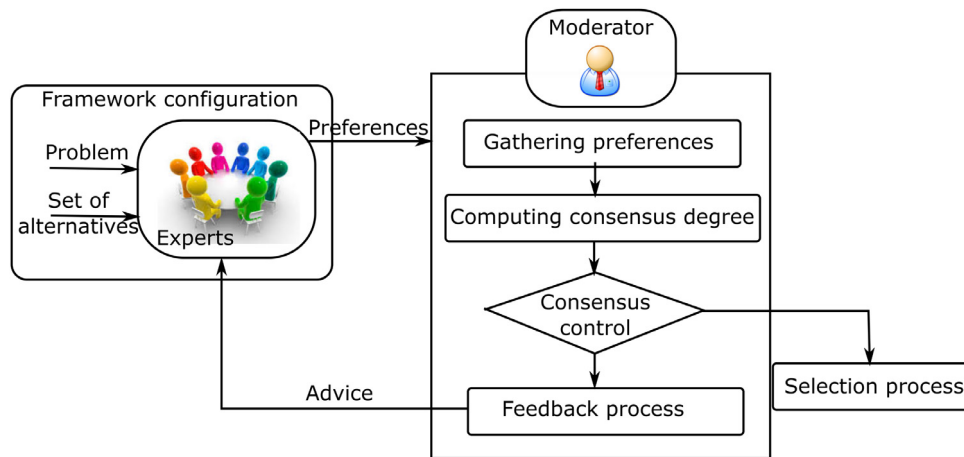 Moderator
Framework configuration
Preferences
Problem
Set of
alternatives
Experts
Gathering preferences
Computing consensus degree
Consensus
control
Selection process
Advice
Feedback process